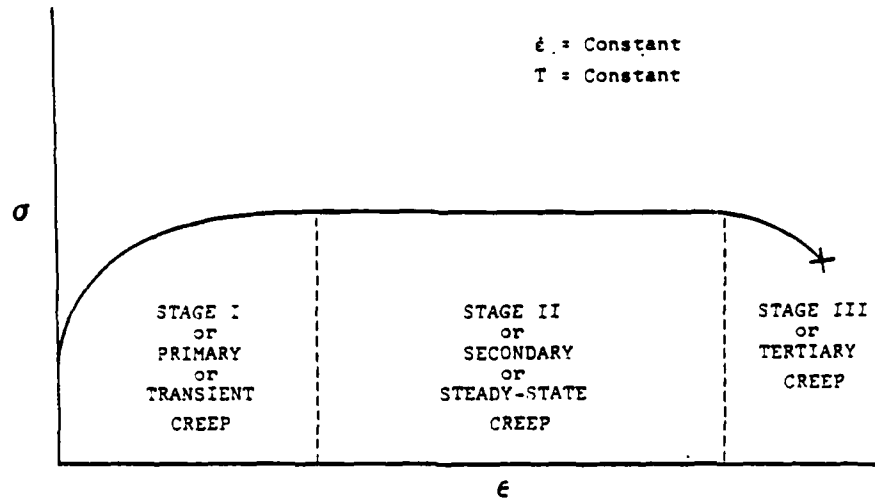 ε̇ = Constant
T = Constant
σ
STAGE I
or
PRIMARY
or
TRANSIENT
CREEP
STAGE II
or
SECONDARY
or
STEADY-STATE
CREEP
STAGE III
or
TERTIARY
CREEP
ϵ